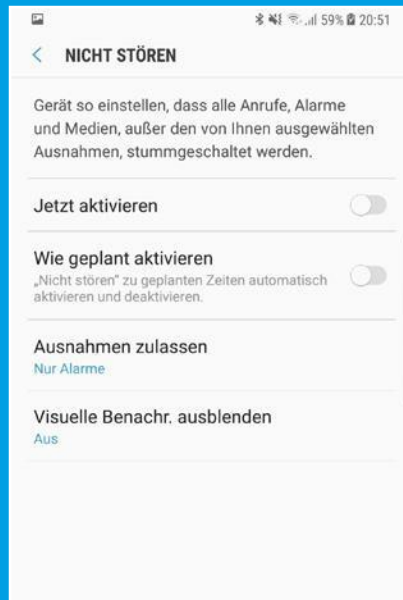 59% 20:51
NICHT STÖREN
Gerät so einstellen, dass alle Anrufe, Alarme
und Medien, außer den von Ihnen ausgewählten
Ausnahmen, stummgeschaltet werden.
Jetzt aktivieren
Wie geplant aktivieren
„Nicht stören“ zu geplanten Zeiten automatisch
aktivieren und deaktivieren.
Ausnahmen zulassen
Nur Alarme
Visuelle Benachr. ausblenden
Aus